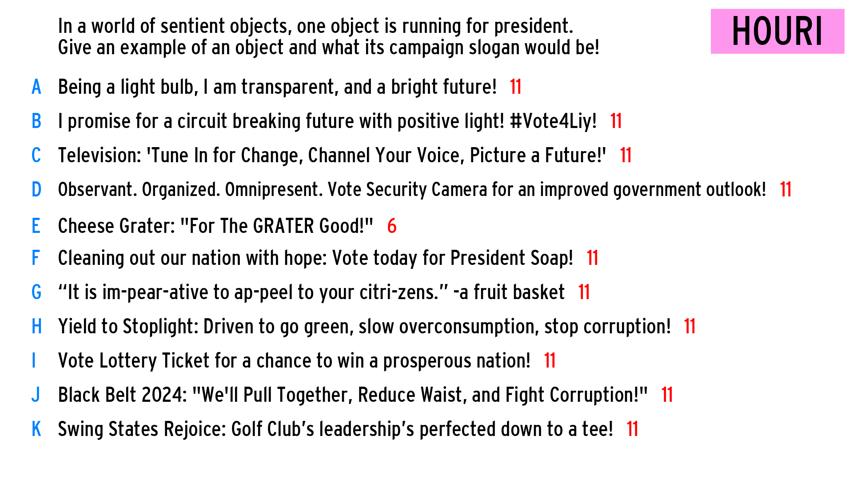 In a world of sentient objects, one object is running for president.
Give an example of an object and what its campaign slogan would be!
HOURI
A Being a light bulb, I am transparent, and a bright future! 11
B I promise for a circuit breaking future with positive light! #Vote4Liy! 11
C Television: 'Tune In for Change, Channel Your Voice, Picture a Future!' 11
D Observant. Organized. Omnipresent. Vote Security Camera for an improved government outlook! 11
E Cheese Grater: "For The GRATER Good!" 6
F Cleaning out our nation with hope: Vote today for President Soap! 11
G “It is im-pear-ative to ap-peel to your citri-zens.” -a fruit basket 11
H Yield to Stoplight: Driven to go green, slow overconsumption, stop corruption! 11
I Vote Lottery Ticket for a chance to win a prosperous nation! 11
J Black Belt 2024: "We'll Pull Together, Reduce Waist, and Fight Corruption!" 11
K Swing States Rejoice: Golf Club’s leadership’s perfected down to a tee! 11